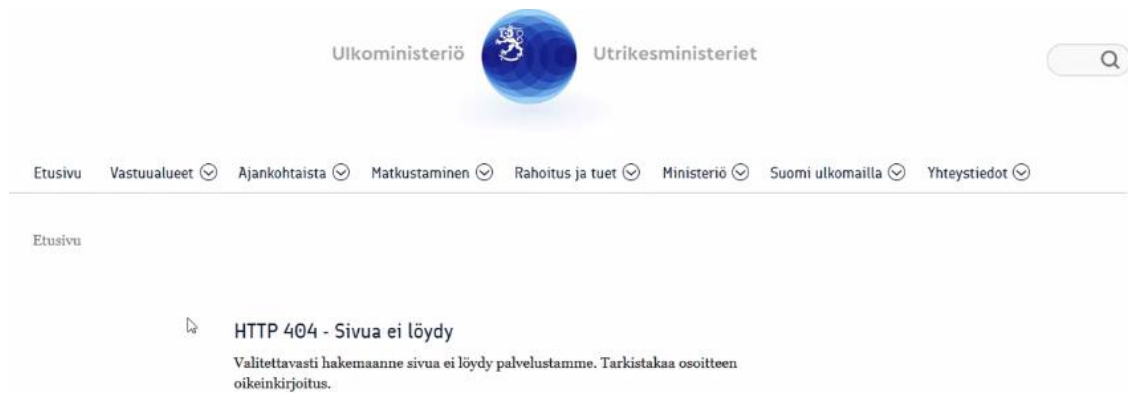 Ulkoministeriö Utrikesministeriet
Etusivu Vastuualueet Ajankohtaista Matkustaminen Rahoitus ja tuet Ministeriö Suomi ulkomailla Yhteystiedot
Etusivu
HTTP 404 - Sivua ei löydy
Valitettavasti hakemaanne sivua ei löydy palvelustamme. Tarkistakaa osoitteen
oikeinkirjoitus.